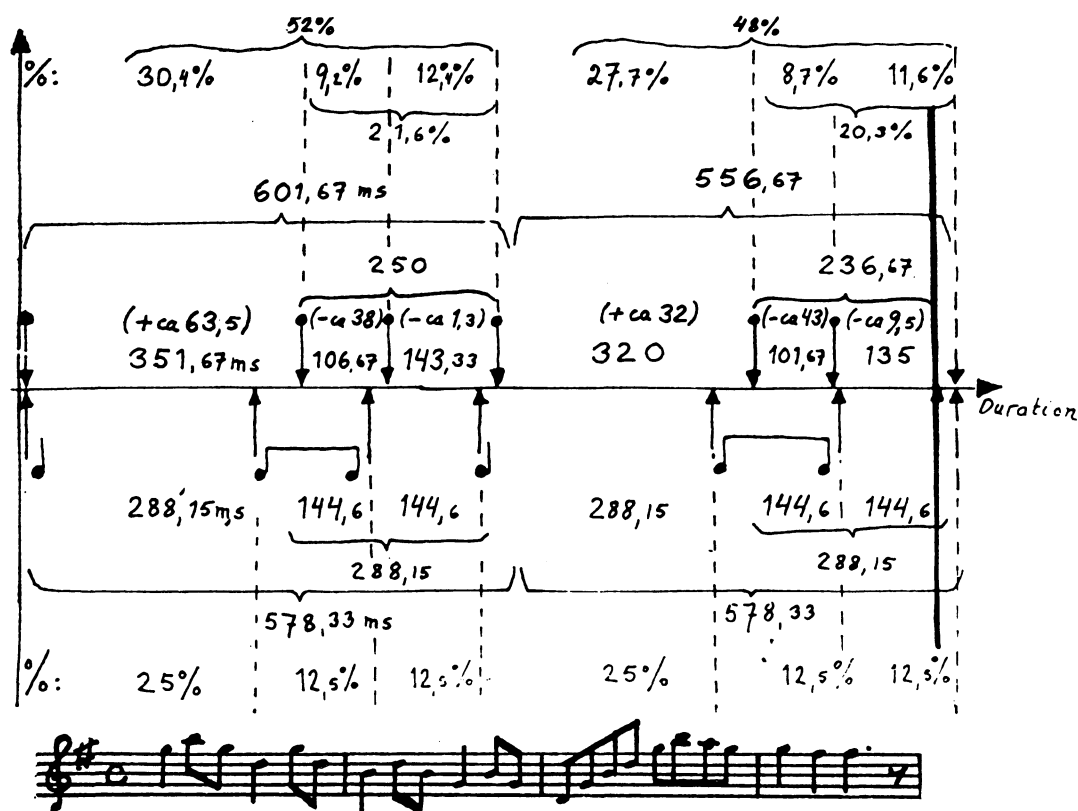 52% 48%
%: 30,4% 9,2% 12,4% 27,7% 8,7% 11,6%
21,6% 20,3%
601,67 ms 556,67
250 236,67
(+ca 63,5) (-ca 38) (-ca 1,3) (+ca 32) (-ca 43) (-ca 9,5)
351,67 ms 106,67 143,33 320 101,67 135
Duration
288,15 ms 144,6 144,6 288,15 144,6 144,6
288,15 288,15
578,33 ms 578,33
%: 25% 12,5% 12,5% 25% 12,5% 12,5%